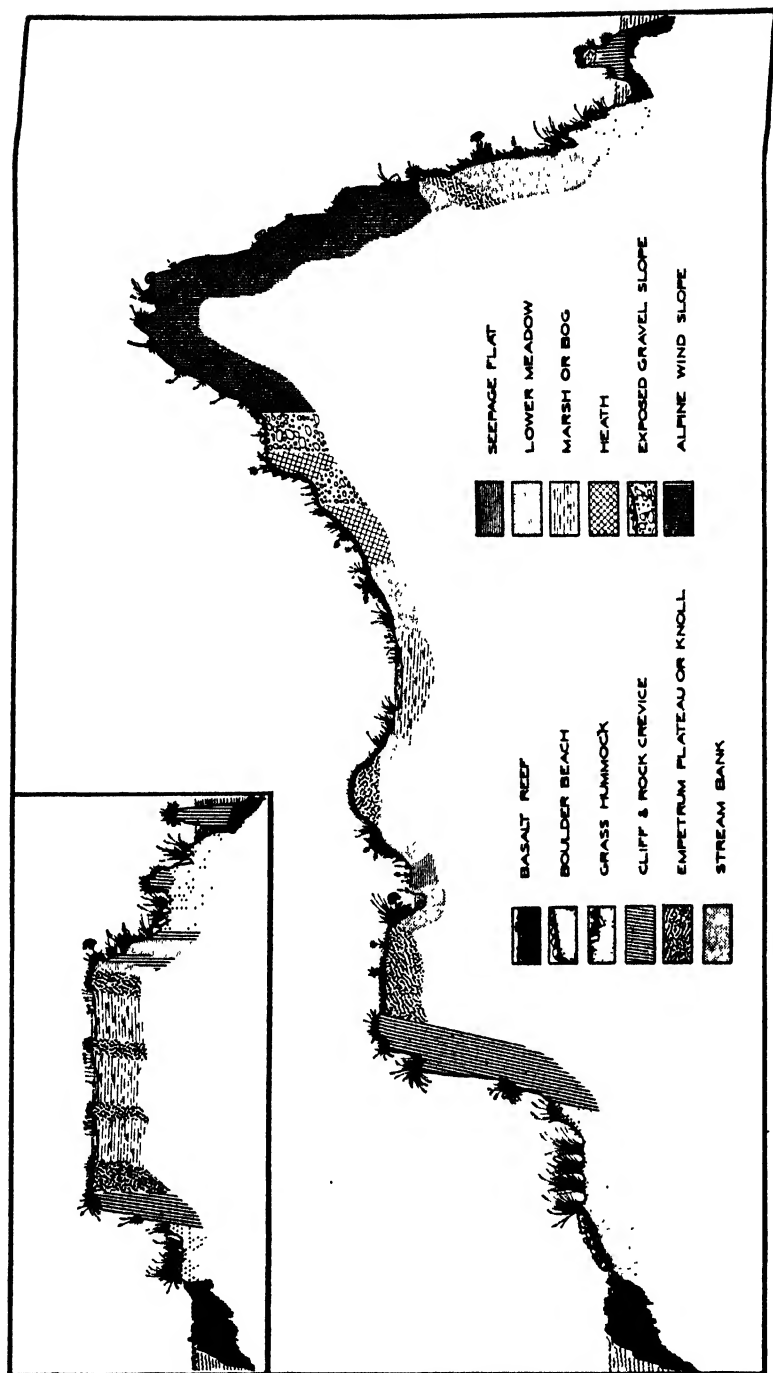 BASALT REEF
BOULDER BEACH
GRASS HUMMOCK
CLIFF & ROCK CREVICE
EMPETRUM PLATEAU OR KNOLL
STREAM BANK
SEEPAGE FLAT
LOWER MEADOW
MARSH OR BOG
HEATH
EXPOSED GRAVEL SLOPE
ALPINE WIND SLOPE